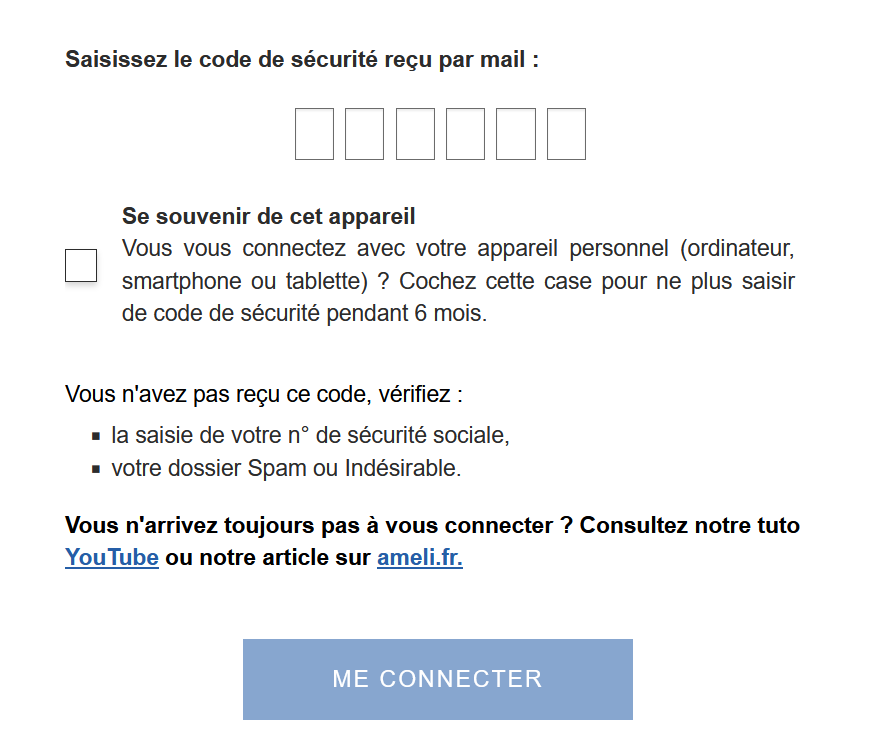 Saisissez le code de sécurité reçu par mail :
Se souvenir de cet appareil
Vous vous connectez avec votre appareil personnel (ordinateur,
smartphone ou tablette) ? Cochez cette case pour ne plus saisir
de code de sécurité pendant 6 mois.
Vous n'avez pas reçu ce code, vérifiez :
▪ la saisie de votre n° de sécurité sociale,
▪ votre dossier Spam ou Indésirable.
Vous n'arrivez toujours pas à vous connecter ? Consultez notre tuto
YouTube ou notre article sur ameli.fr.
ME CONNECTER